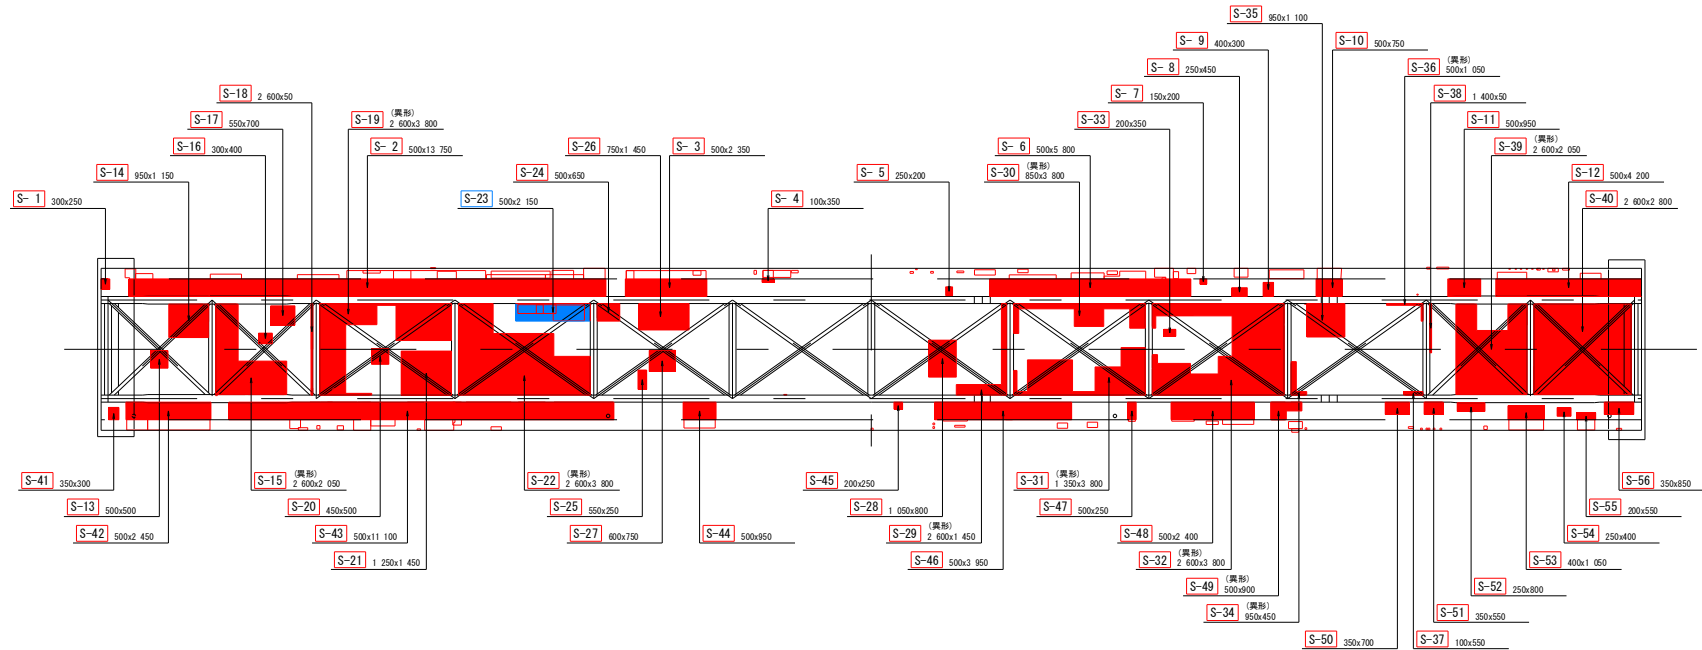 S-35 950x1 100
S- 9 400x300
S-10 500x750
S- 8 250x450
S-36 (異形) 500x1 050
S-18 2 600x50
S- 7 150x200
S-38 1 400x50
S-17 550x700
S-19 (異形) 2 600x3 800
S-33 200x350
S-11 500x950
S-16 300x400
S- 2 500x13 750
S-26 750x1 450
S- 3 500x2 350
S- 6 500x5 800
S-39 (異形) 2 600x2 050
S-14 950x1 150
S-24 500x650
S- 5 250x200
S-30 (異形) 850x3 800
S-12 500x4 200
S- 1 300x250
S-23 500x2 150
S- 4 100x350
S-40 2 600x2 800
S-41 350x300
S-15 (異形) 2 600x2 050
S-22 (異形) 2 600x3 800
S-45 200x250
S-31 (異形) 1 350x3 800
S-56 350x850
S-13 500x500
S-20 450x500
S-25 550x250
S-28 1 050x800
S-47 500x250
S-55 200x550
S-42 500x2 450
S-43 500x11 100
S-27 600x750
S-44 500x950
S-29 (異形) 2 600x1 450
S-48 500x2 400
S-54 250x400
S-21 1 250x1 450
S-46 500x3 950
S-32 (異形) 2 600x3 800
S-53 400x1 050
S-49 (異形) 500x900
S-52 250x800
S-34 (異形) 950x450
S-51 350x550
S-50 350x700
S-37 100x550